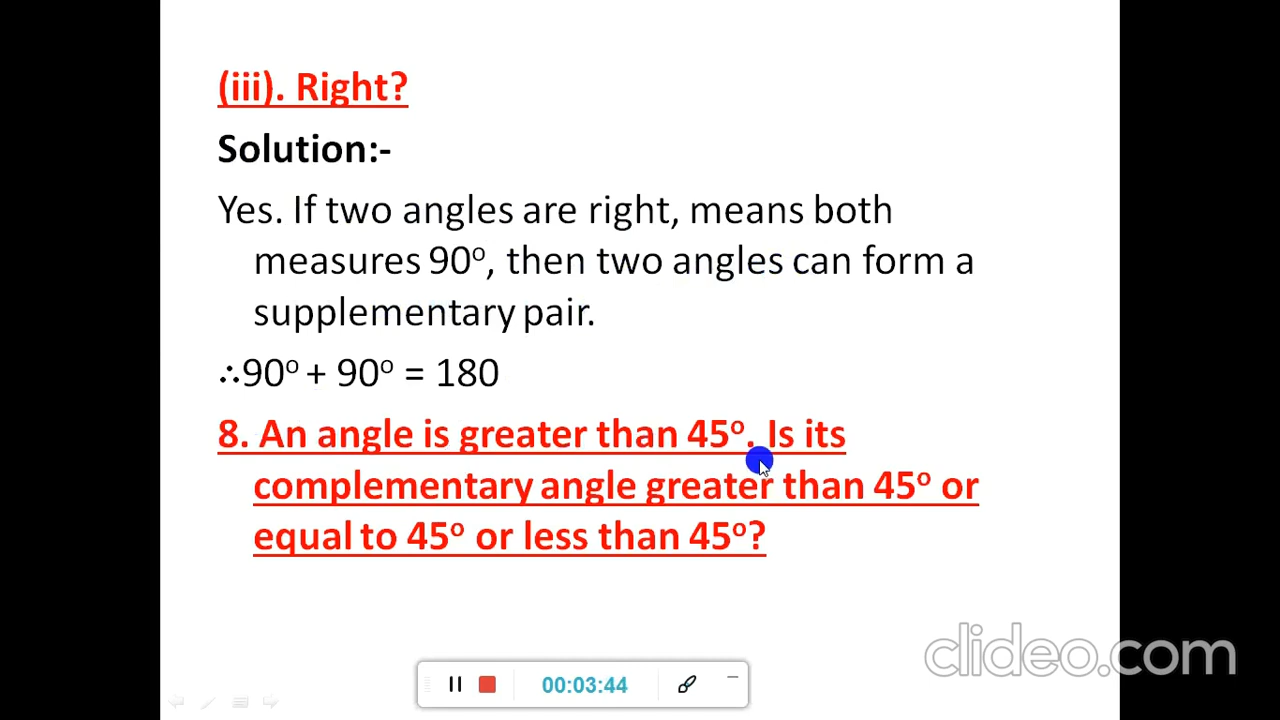 (iii). Right?
Solution:-
Yes. If two angles are right, means both
measures 90º, then two angles can form a
supplementary pair.
∴90º + 90º = 180
8. An angle is greater than 45º. Is its
complementary angle greater than 45º or
equal to 45º or less than 45º?
clideo.com
00:03:44